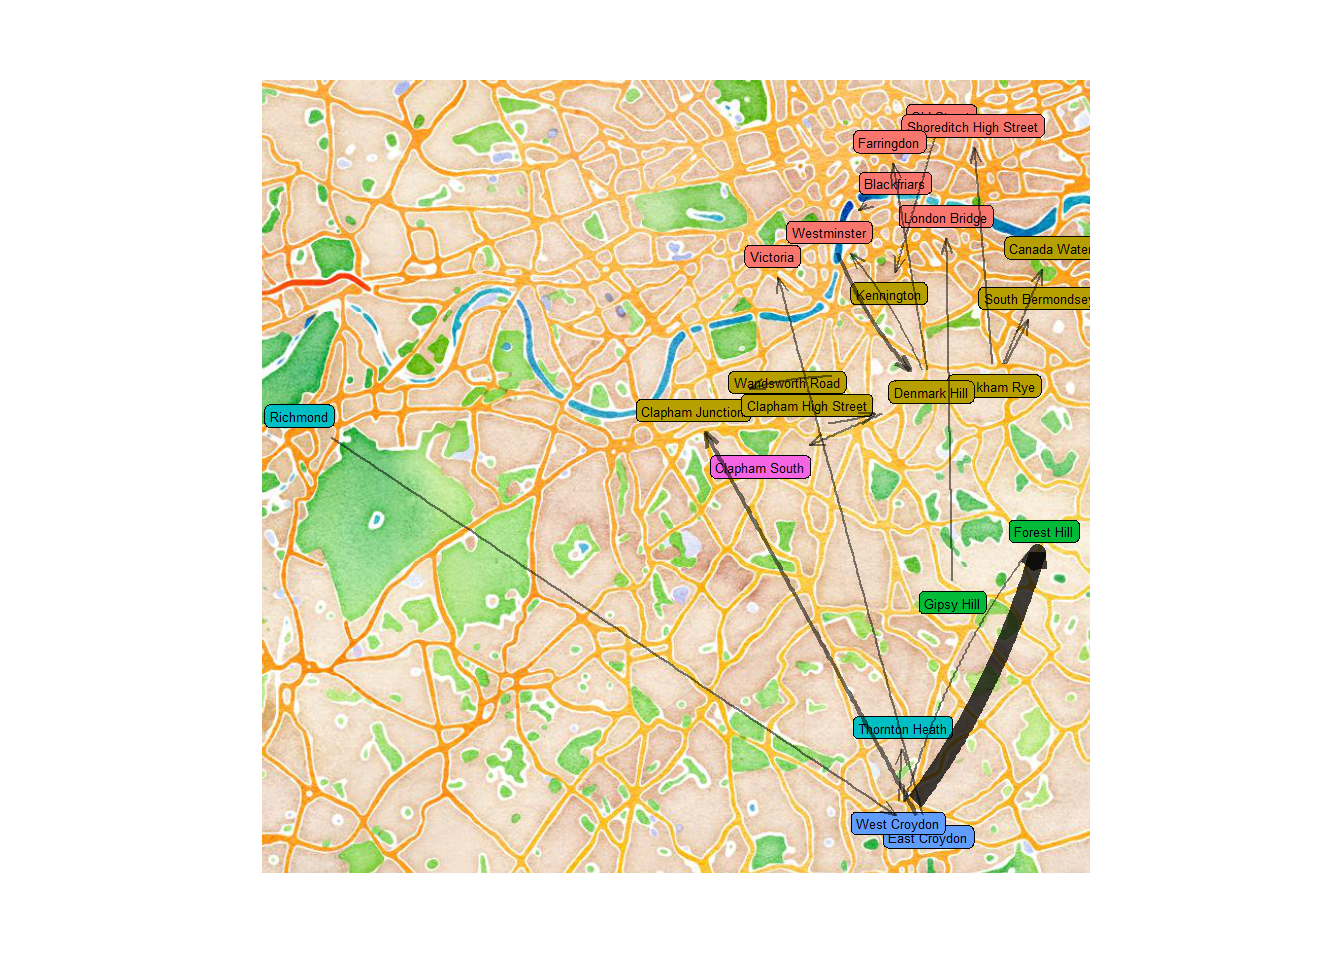 Shoreditch High Street
Farringdon
Blackfriars
London Bridge
Westminster
Victoria
Canada Water
Kennington
South Bermondsey
Wandsworth Road
Denmark Hill
kham Rye
Clapham Junction
Clapham High Street
Richmond
Clapham South
Forest Hill
Gipsy Hill
Thornton Heath
West Croydon
East Croydon